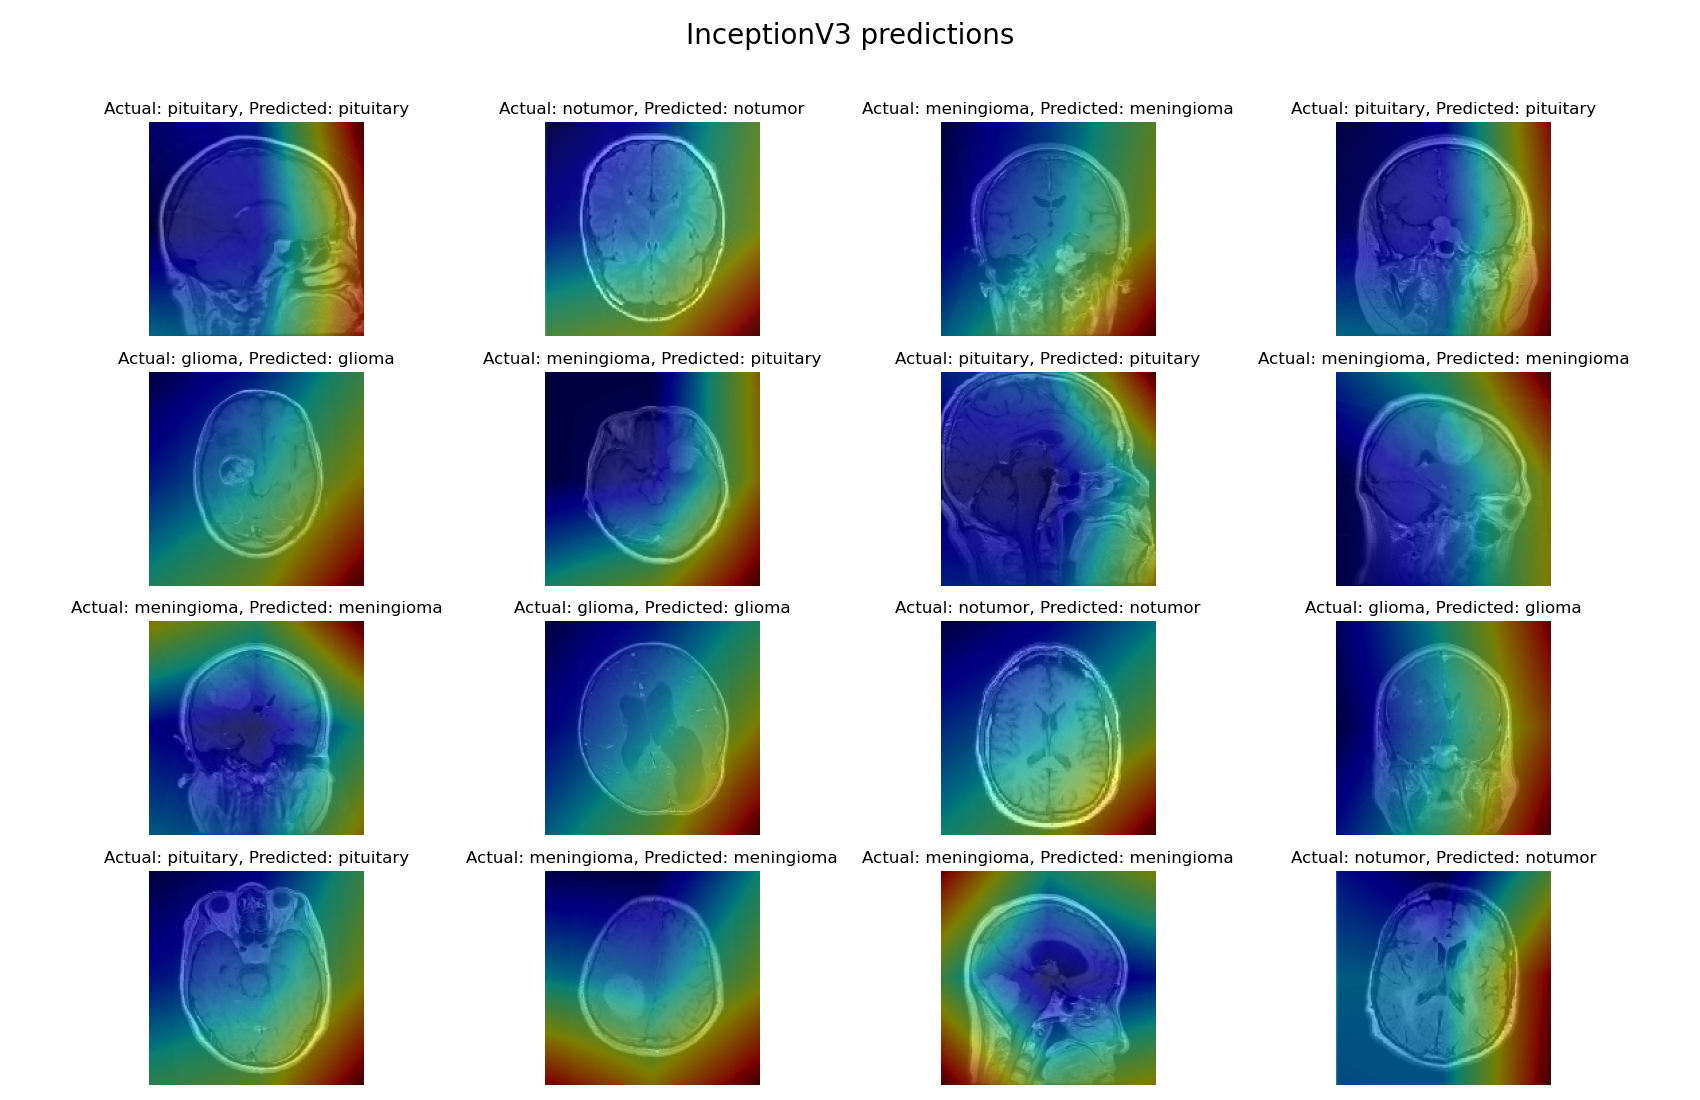 InceptionV3 predictions
Actual: pituitary, Predicted: pituitary
Actual: notumor, Predicted: notumor
Actual: meningioma, Predicted: meningioma
Actual: pituitary, Predicted: pituitary
Actual: glioma, Predicted: glioma
Actual: meningioma, Predicted: pituitary
Actual: pituitary, Predicted: pituitary
Actual: meningioma, Predicted: meningioma
Actual: meningioma, Predicted: meningioma
Actual: glioma, Predicted: glioma
Actual: notumor, Predicted: notumor
Actual: glioma, Predicted: glioma
Actual: pituitary, Predicted: pituitary
Actual: meningioma, Predicted: meningioma
Actual: meningioma, Predicted: meningioma
Actual: notumor, Predicted: notumor